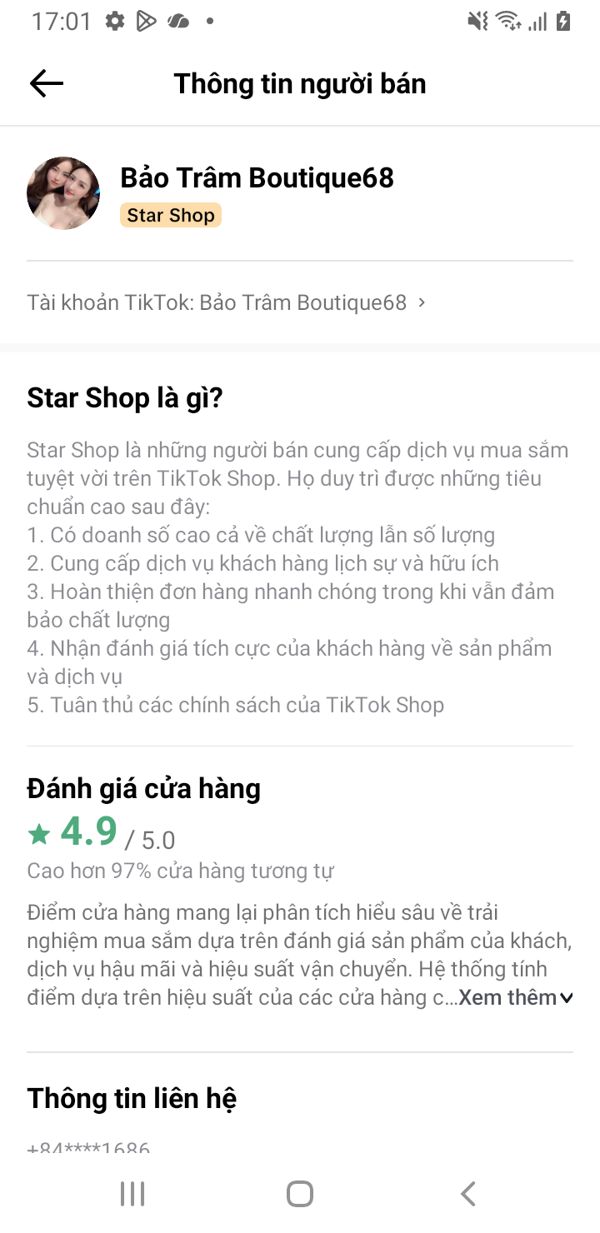 17:01
Thông tin người bán
Bảo Trâm Boutique68
Star Shop
Tài khoản TikTok: Bảo Trâm Boutique68 ›
Star Shop là gì?
Star Shop là những người bán cung cấp dịch vụ mua sắm
tuyệt vời trên TikTok Shop. Họ duy trì được những tiêu
chuẩn cao sau đây:
1. Có doanh số cao cả về chất lượng lẫn số lượng
2. Cung cấp dịch vụ khách hàng lịch sự và hữu ích
3. Hoàn thiện đơn hàng nhanh chóng trong khi vẫn đảm
bảo chất lượng
4. Nhận đánh giá tích cực của khách hàng về sản phẩm
và dịch vụ
5. Tuân thủ các chính sách của TikTok Shop
Đánh giá cửa hàng
4.9 / 5.0
Cao hơn 97% cửa hàng tương tự
Điểm cửa hàng mang lại phân tích hiểu sâu về trải
nghiệm mua sắm dựa trên đánh giá sản phẩm của khách,
dịch vụ hậu mãi và hiệu suất vận chuyển. Hệ thống tính
điểm dựa trên hiệu suất của các cửa hàng c...Xem thêm
Thông tin liên hệ
+84****1686